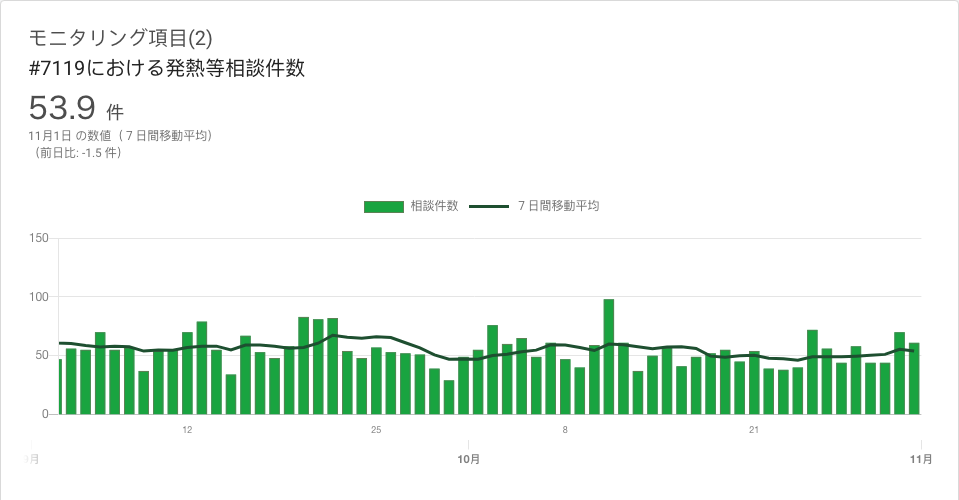 モニタリング項目(2)
#7119における発熱等相談件数
53.9 件
11月1日 の数値（７日間移動平均）
（前日比: -1.5 件）
相談件数 ７日間移動平均
150
100
50
0
12 25 8 21
月 10月 11月